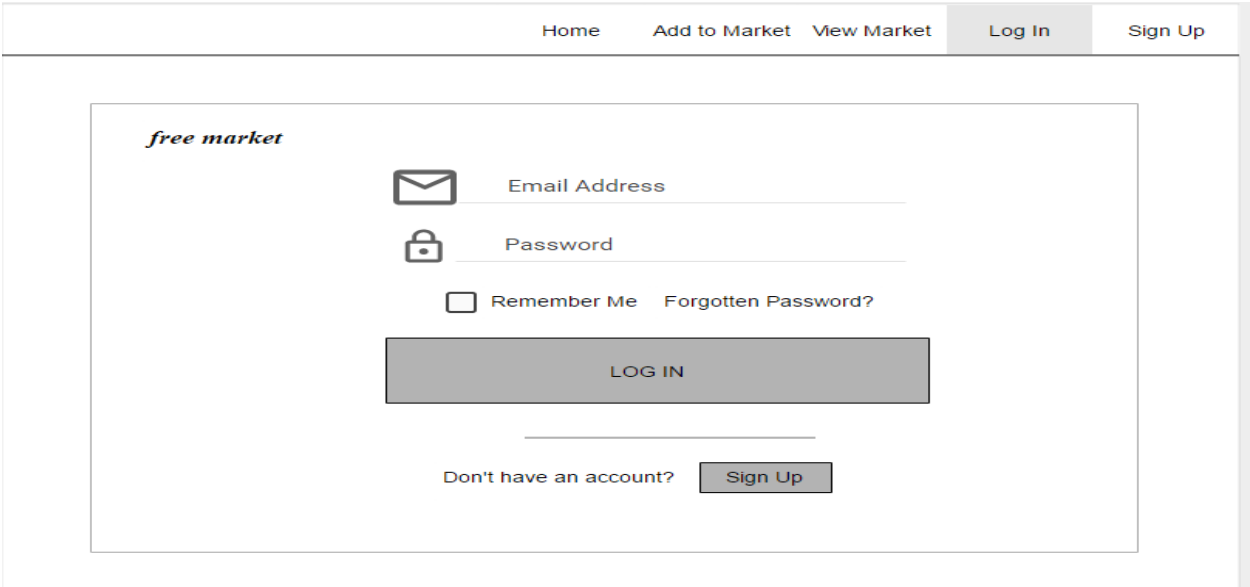 Home Add to Market View Market Log In Sign Up
free market
Email Address
Password
Remember Me Forgotten Password?
LOG IN
Don't have an account? Sign Up